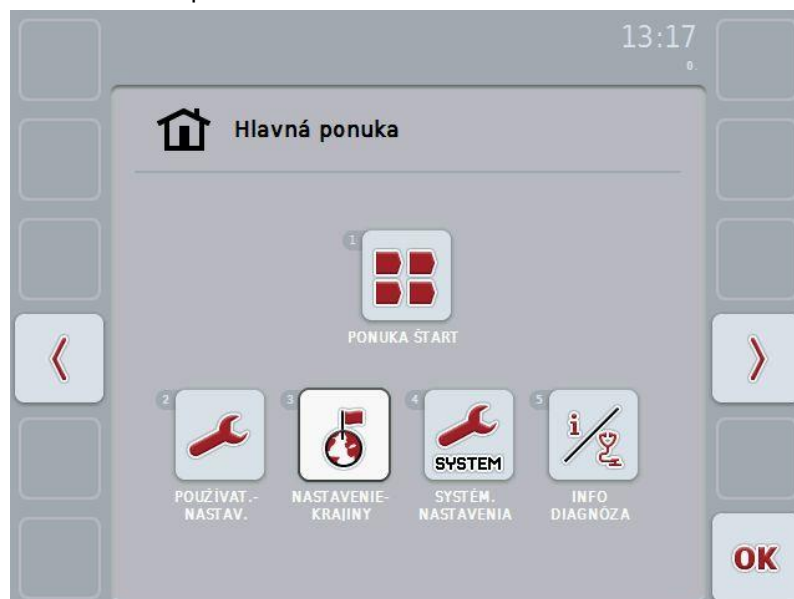 13:17
0.
Hlavná ponuka
1
PONUKA ŠTART
2
3
4
5
SYSTEM
POUŽÍVAT.-
NASTAV.
NASTAVENIE-
KRAJINY
SYSTÉM.
NASTAVENIA
INFO
DIAGNÓZA
OK